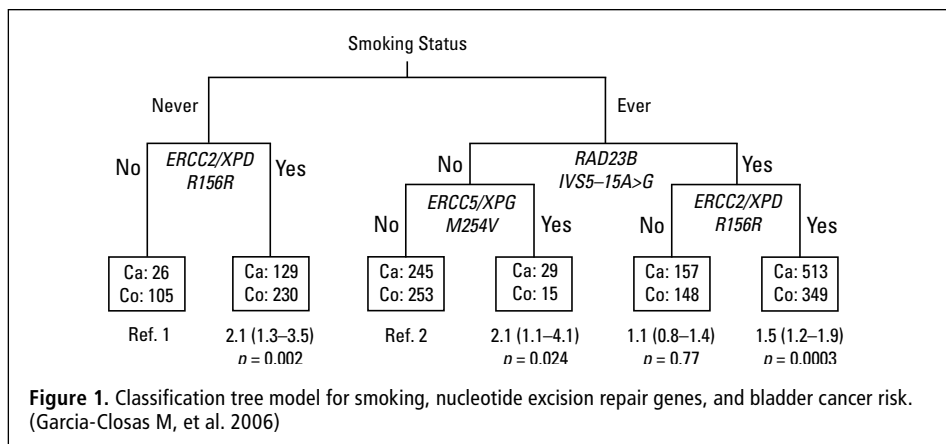 Smoking Status
Never
Ever
No
ERCC2/XPD
R156R
Yes
No
RAD23B
IVS5–15A>G
Yes
No
ERCC5/XPG
M254V
Yes
No
ERCC2/XPD
R156R
Yes
Ca: 26
Co: 105
Ca: 129
Co: 230
Ca: 245
Co: 253
Ca: 29
Co: 15
Ca: 157
Co: 148
Ca: 513
Co: 349
Ref. 1
2.1 (1.3–3.5)
p = 0.002
Ref. 2
2.1 (1.1–4.1)
p = 0.024
1.1 (0.8–1.4)
p = 0.77
1.5 (1.2–1.9)
p = 0.0003
Figure 1. Classification tree model for smoking, nucleotide excision repair genes, and bladder cancer risk.
(Garcia-Closas M, et al. 2006)